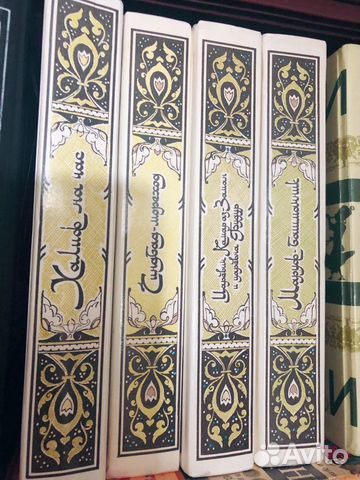 Халиф на час
Синдбад-мореход
Царевич Камар аз-Заман
и царевна Будур
Маруф-башмачник
Avito